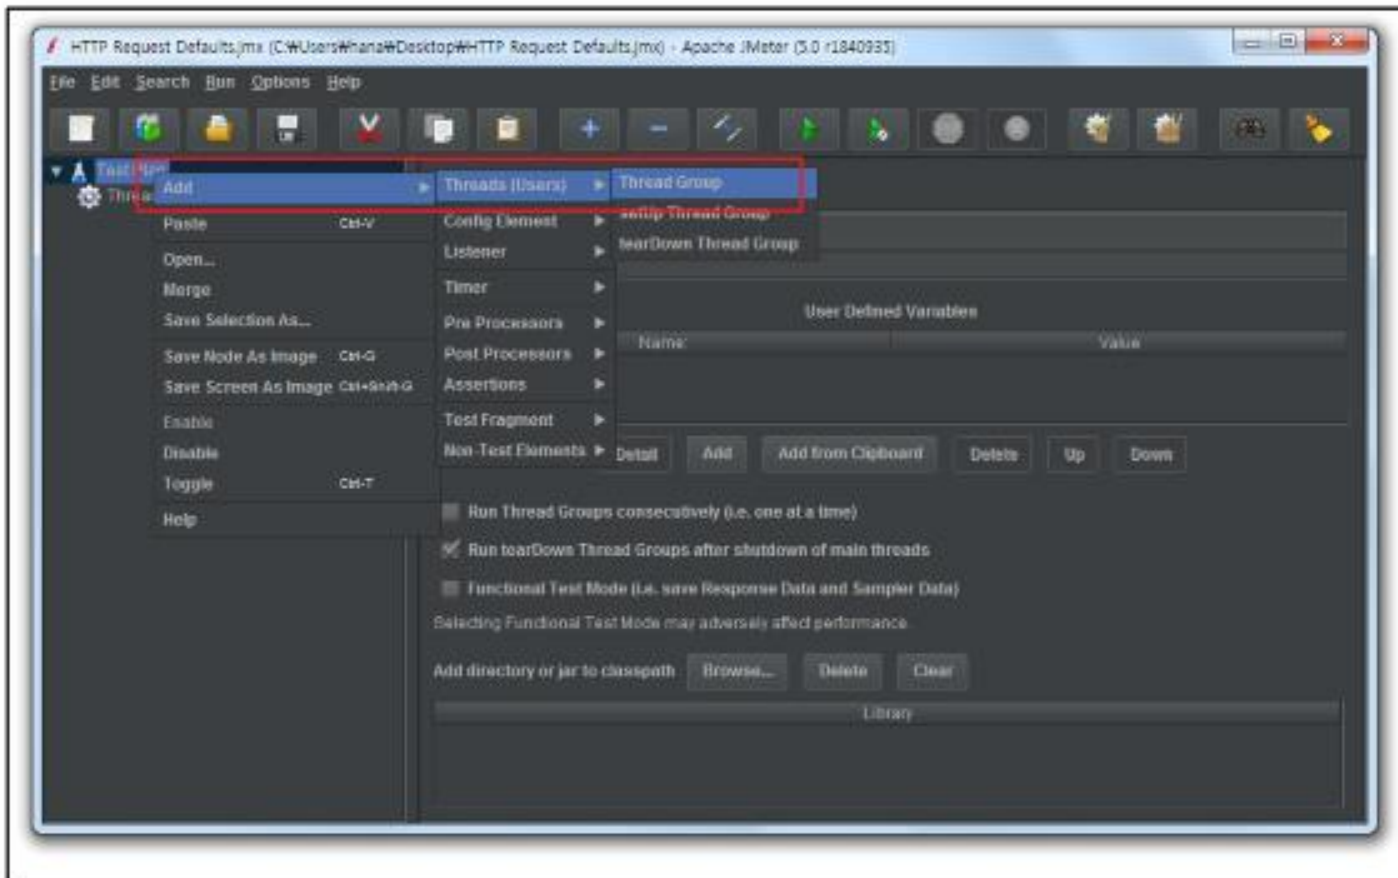 HTTP Request Defaults.jmx (C:₩Users₩hana₩Desktop₩HTTP Request Defaults.jmx) - Apache JMeter (5.0 r1840935)
File Edit Search Run Options Help
Test Plan
Add
Paste Ctrl-V
Open...
Merge
Save Selection As...
Save Node As Image Ctrl-G
Save Screen As Image Ctrl+Shift-G
Enable
Disable
Toggle Ctrl-T
Help
Threads (Users)
Config Element
Listener
Timer
Pre Processors
Post Processors
Assertions
Test Fragment
Non-Test Elements
Thread Group
setUp Thread Group
tearDown Thread Group
User Defined Variables
Name: Value
Detail Add Add from Clipboard Delete Up Down
Run Thread Groups consecutively (i.e. one at a time)
Run tearDown Thread Groups after shutdown of main threads
Functional Test Mode (i.e. save Response Data and Sampler Data)
Selecting Functional Test Mode may adversely affect performance.
Add directory or jar to classpath Browse... Delete Clear
Library